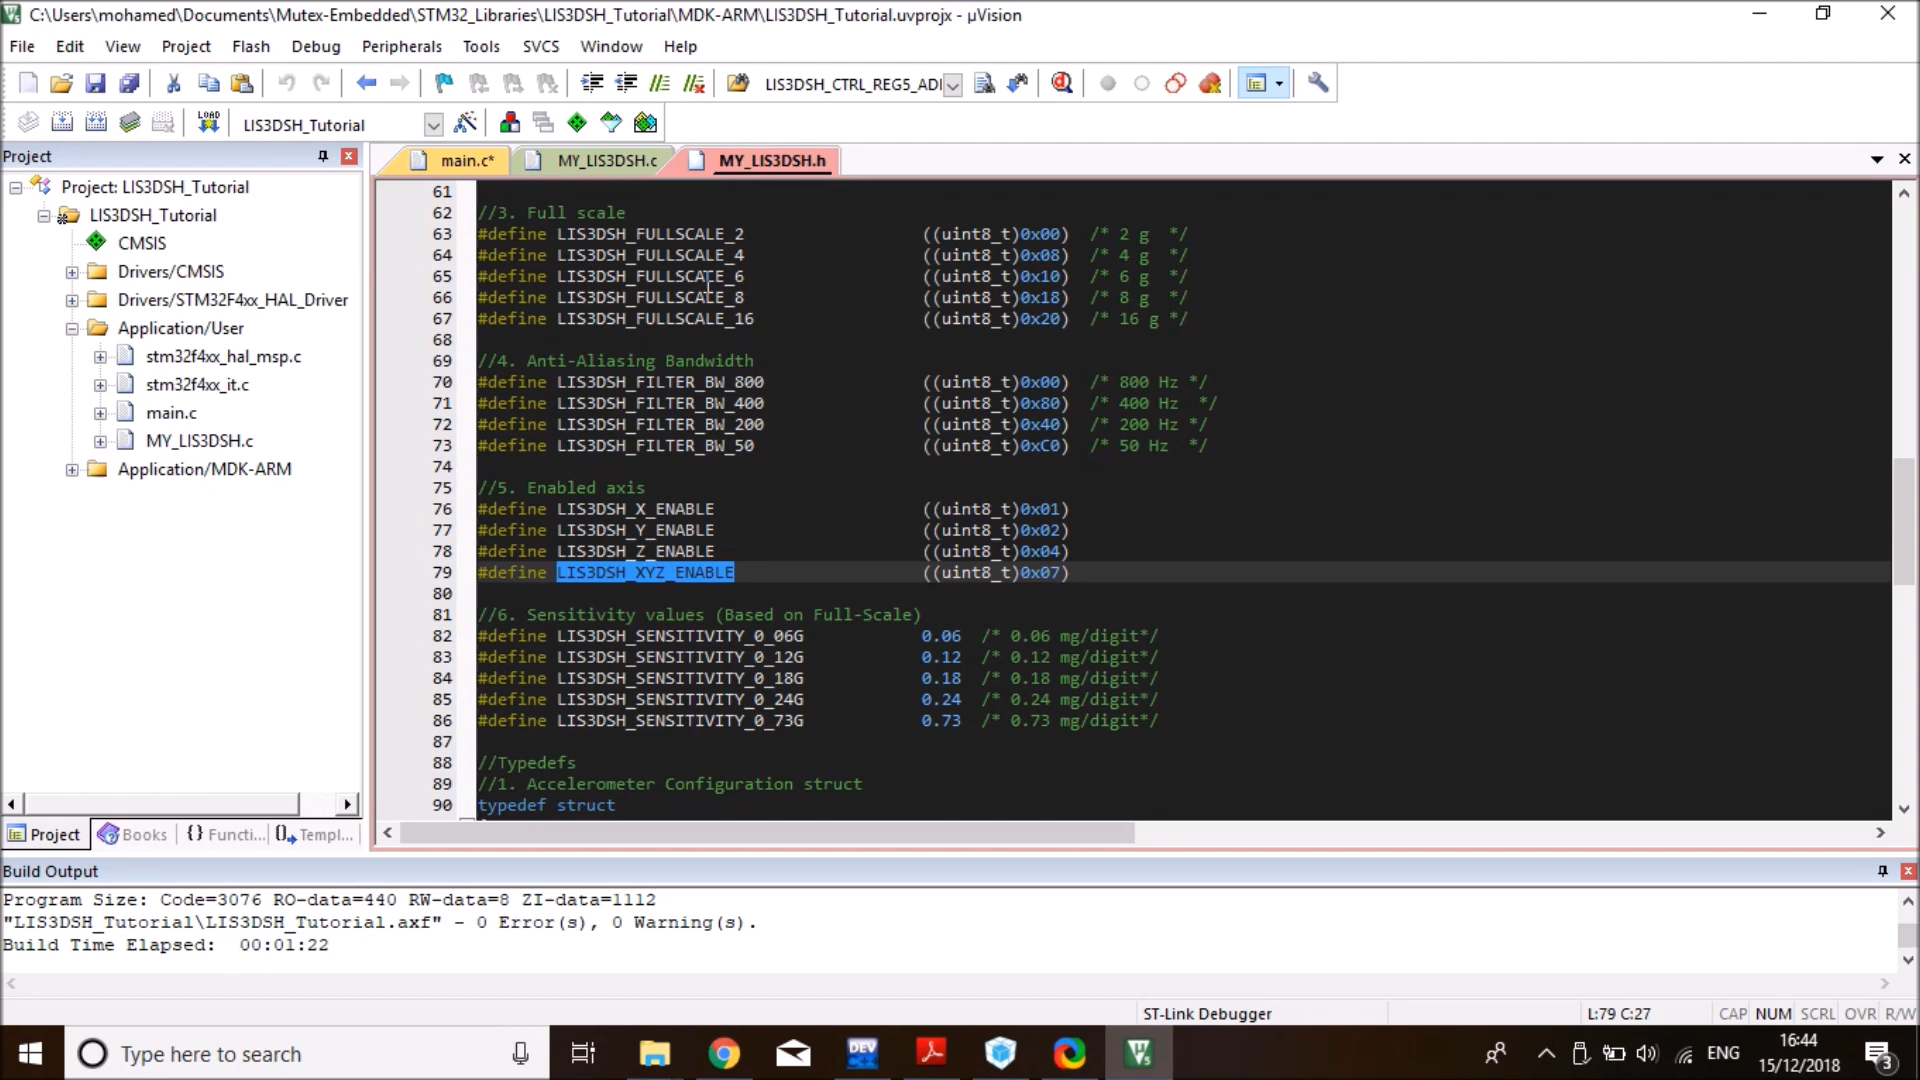 C:\Users\mohamed\Documents\Mutex-Embedded\STM32_Libraries\LIS3DSH_Tutorial\MDK-ARM\LIS3DSH_Tutorial.uvprojx - µVision
File Edit View Project Flash Debug Peripherals Tools SVCS Window Help
LIS3DSH_CTRL_REG5_ADI
LOAD LIS3DSH_Tutorial
Project
main.c* MY_LIS3DSH.c MY_LIS3DSH.h
Project: LIS3DSH_Tutorial
LIS3DSH_Tutorial
CMSIS
Drivers/CMSIS
Drivers/STM32F4xx_HAL_Driver
Application/User
stm32f4xx_hal_msp.c
stm32f4xx_it.c
main.c
MY_LIS3DSH.c
Application/MDK-ARM
Project Books {} Functi... Templ...
61
62 //3. Full scale
63 #define LIS3DSH_FULLSCALE_2 ((uint8_t)0x00) /* 2 g */
64 #define LIS3DSH_FULLSCALE_4 ((uint8_t)0x08) /* 4 g */
65 #define LIS3DSH_FULLSCALE_6 ((uint8_t)0x10) /* 6 g */
66 #define LIS3DSH_FULLSCALE_8 ((uint8_t)0x18) /* 8 g */
67 #define LIS3DSH_FULLSCALE_16 ((uint8_t)0x20) /* 16 g */
68
69 //4. Anti-Aliasing Bandwidth
70 #define LIS3DSH_FILTER_BW_800 ((uint8_t)0x00) /* 800 Hz */
71 #define LIS3DSH_FILTER_BW_400 ((uint8_t)0x80) /* 400 Hz */
72 #define LIS3DSH_FILTER_BW_200 ((uint8_t)0x40) /* 200 Hz */
73 #define LIS3DSH_FILTER_BW_50 ((uint8_t)0xC0) /* 50 Hz */
74
75 //5. Enabled axis
76 #define LIS3DSH_X_ENABLE ((uint8_t)0x01)
77 #define LIS3DSH_Y_ENABLE ((uint8_t)0x02)
78 #define LIS3DSH_Z_ENABLE ((uint8_t)0x04)
79 #define LIS3DSH_XYZ_ENABLE ((uint8_t)0x07)
80
81 //6. Sensitivity values (Based on Full-Scale)
82 #define LIS3DSH_SENSITIVITY_0_06G 0.06 /* 0.06 mg/digit*/
83 #define LIS3DSH_SENSITIVITY_0_12G 0.12 /* 0.12 mg/digit*/
84 #define LIS3DSH_SENSITIVITY_0_18G 0.18 /* 0.18 mg/digit*/
85 #define LIS3DSH_SENSITIVITY_0_24G 0.24 /* 0.24 mg/digit*/
86 #define LIS3DSH_SENSITIVITY_0_73G 0.73 /* 0.73 mg/digit*/
87
88 //Typedefs
89 //1. Accelerometer Configuration struct
90 typedef struct
Build Output
Program Size: Code=3076 RO-data=440 RW-data=8 ZI-data=1112
"LIS3DSH_Tutorial\LIS3DSH_Tutorial.axf" - 0 Error(s), 0 Warning(s).
Build Time Elapsed: 00:01:22
ST-Link Debugger L:79 C:27 CAP NUM SCRL OVR R/W
Type here to search DEV ENG
16:44
15/12/2018
3